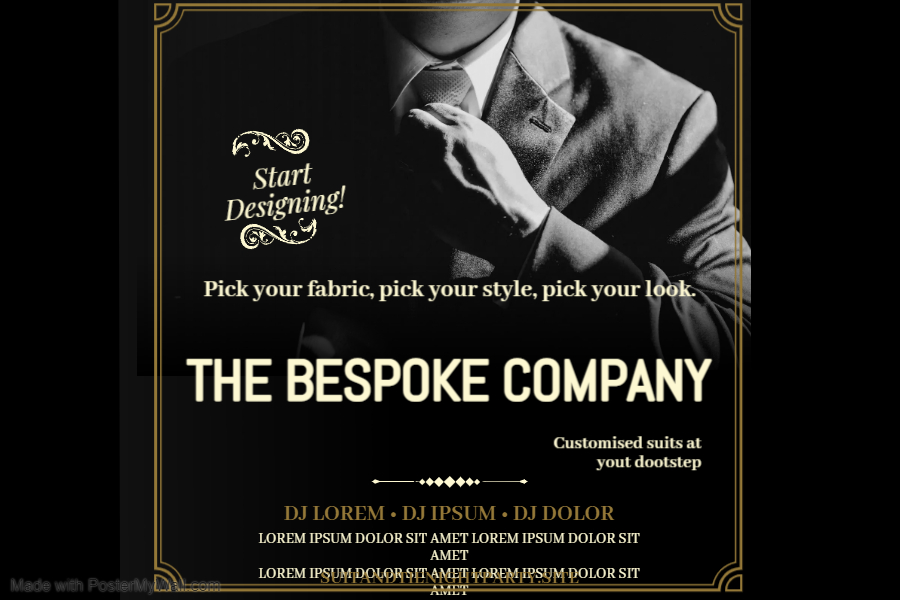 Start
Designing!
Pick your fabric, pick your style, pick your look.
THE BESPOKE COMPANY
Customised suits at
yout dootstep
DJ LOREM • DJ IPSUM • DJ DOLOR
LOREM IPSUM DOLOR SIT AMET LOREM IPSUM DOLOR SIT
AMET
LOREM IPSUM DOLOR SIT AMET LOREM IPSUM DOLOR SIT
SUITANDTIENIGHTPARTY.SITE
AMET
Made with PosterMyWall.com